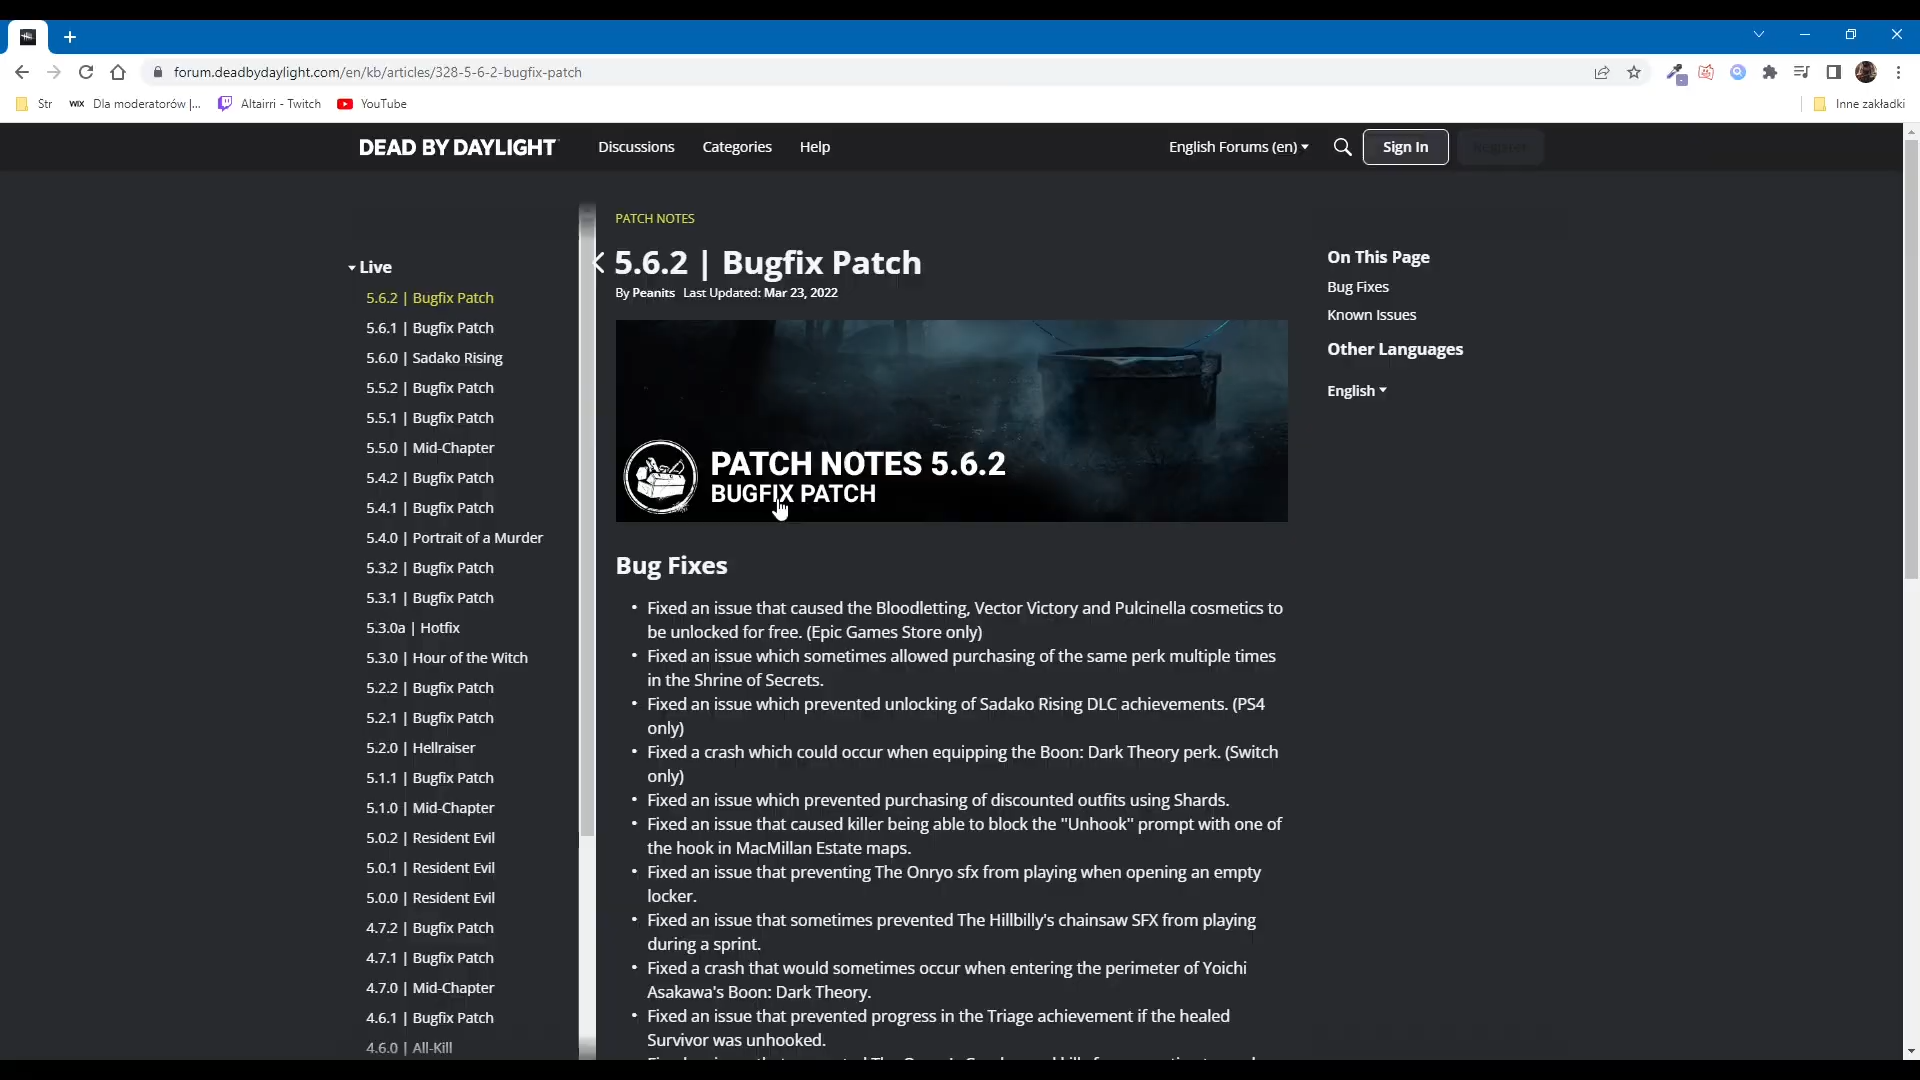 forum.deadbydaylight.com/en/kb/articles/328-5-6-2-bugfix-patch
Str
WIX Dla moderatorów |...
Altairri - Twitch
YouTube
Inne zakładki
DEAD BY DAYLIGHT
Discussions
Categories
Help
English Forums (en)
Sign In
Register
Live
5.6.2 | Bugfix Patch
5.6.1 | Bugfix Patch
5.6.0 | Sadako Rising
5.5.2 | Bugfix Patch
5.5.1 | Bugfix Patch
5.5.0 | Mid-Chapter
5.4.2 | Bugfix Patch
5.4.1 | Bugfix Patch
5.4.0 | Portrait of a Murder
5.3.2 | Bugfix Patch
5.3.1 | Bugfix Patch
5.3.0a | Hotfix
5.3.0 | Hour of the Witch
5.2.2 | Bugfix Patch
5.2.1 | Bugfix Patch
5.2.0 | Hellraiser
5.1.1 | Bugfix Patch
5.1.0 | Mid-Chapter
5.0.2 | Resident Evil
5.0.1 | Resident Evil
5.0.0 | Resident Evil
4.7.2 | Bugfix Patch
4.7.1 | Bugfix Patch
4.7.0 | Mid-Chapter
4.6.1 | Bugfix Patch
4.6.0 | All-Kill
PATCH NOTES
5.6.2 | Bugfix Patch
By Peanits Last Updated: Mar 23, 2022
PATCH NOTES 5.6.2
BUGFIX PATCH
Bug Fixes
• Fixed an issue that caused the Bloodletting, Vector Victory and Pulcinella cosmetics to
be unlocked for free. (Epic Games Store only)
• Fixed an issue which sometimes allowed purchasing of the same perk multiple times
in the Shrine of Secrets.
• Fixed an issue which prevented unlocking of Sadako Rising DLC achievements. (PS4
only)
• Fixed a crash which could occur when equipping the Boon: Dark Theory perk. (Switch
only)
• Fixed an issue which prevented purchasing of discounted outfits using Shards.
• Fixed an issue that caused killer being able to block the "Unhook" prompt with one of
the hook in MacMillan Estate maps.
• Fixed an issue that preventing The Onryo sfx from playing when opening an empty
locker.
• Fixed an issue that sometimes prevented The Hillbilly's chainsaw SFX from playing
during a sprint.
• Fixed a crash that would sometimes occur when entering the perimeter of Yoichi
Asakawa's Boon: Dark Theory.
• Fixed an issue that prevented progress in the Triage achievement if the healed
Survivor was unhooked.
On This Page
Bug Fixes
Known Issues
Other Languages
English